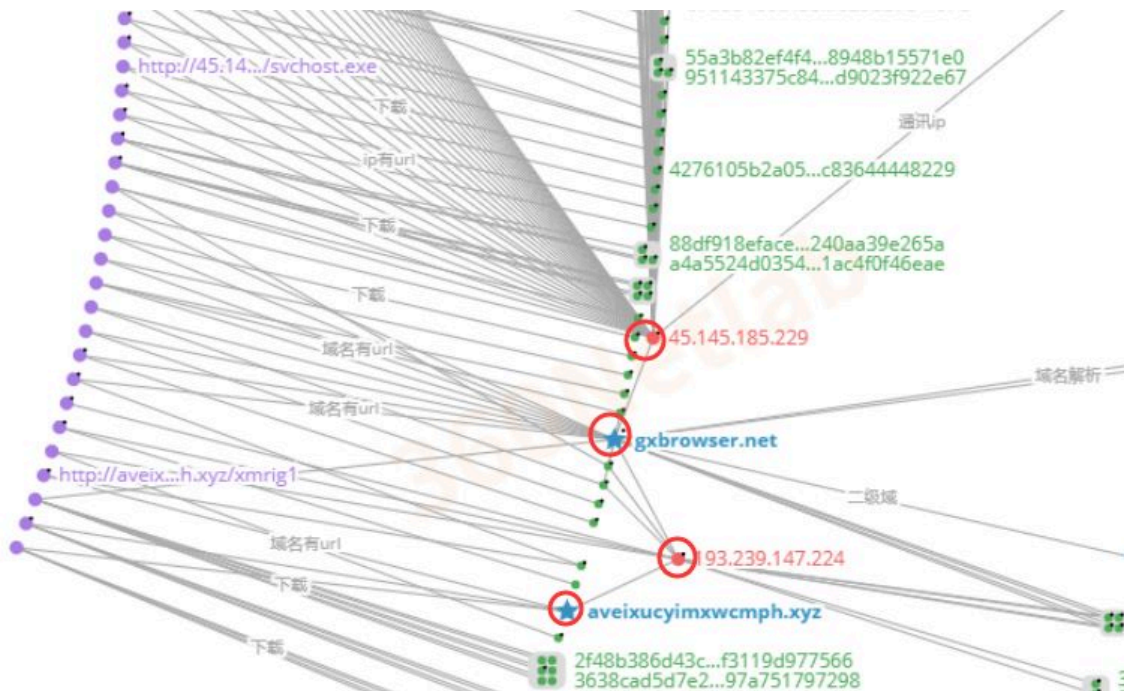 55a3b82ef4f4...8948b15571e0
http://45.14.../svchost.exe
951143375c84...d9023f922e67
下载
通讯ip
ip有url
4276105b2a05...c83644448229
下载
88df918eface...240aa39e265a
a4a5524d0354...1ac4f0f46eae
下载
45.145.185.229
域名有url
域名解析
域名有url
gxbrowser.net
http://aveix...h.xyz/xmrig1
二级域
域名有url
193.239.147.224
下载
aveixucyimxwcmph.xyz
下载
2f48b386d43c...f3119d977566
3638cad5d7e2...97a751797298